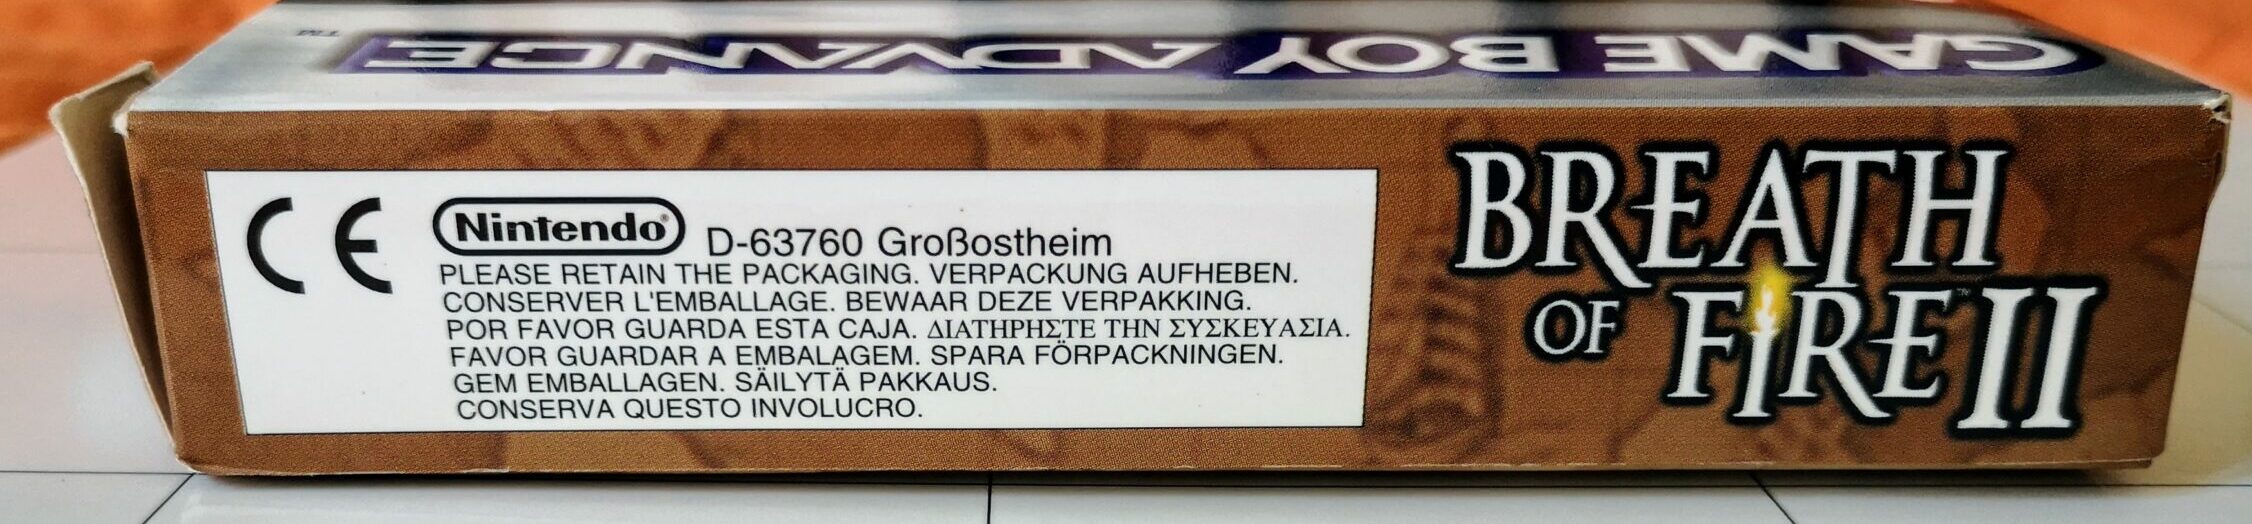 GAME BOY ADVANCE™
CE
Nintendo® D-63760 Großostheim
PLEASE RETAIN THE PACKAGING. VERPACKUNG AUFHEBEN.
CONSERVER L'EMBALLAGE. BEWAAR DEZE VERPAKKING.
POR FAVOR GUARDA ESTA CAJA. ΔΙΑΤΗΡΗΣΤΕ ΤΗΝ ΣΥΣΚΕΥΑΣΙΑ.
FAVOR GUARDAR A EMBALAGEM. SPARA FÖRPACKNINGEN.
GEM EMBALLAGEN. SÄILYTÄ PAKKAUS.
CONSERVA QUESTO INVOLUCRO.
BREATH
OF FIRE™ II